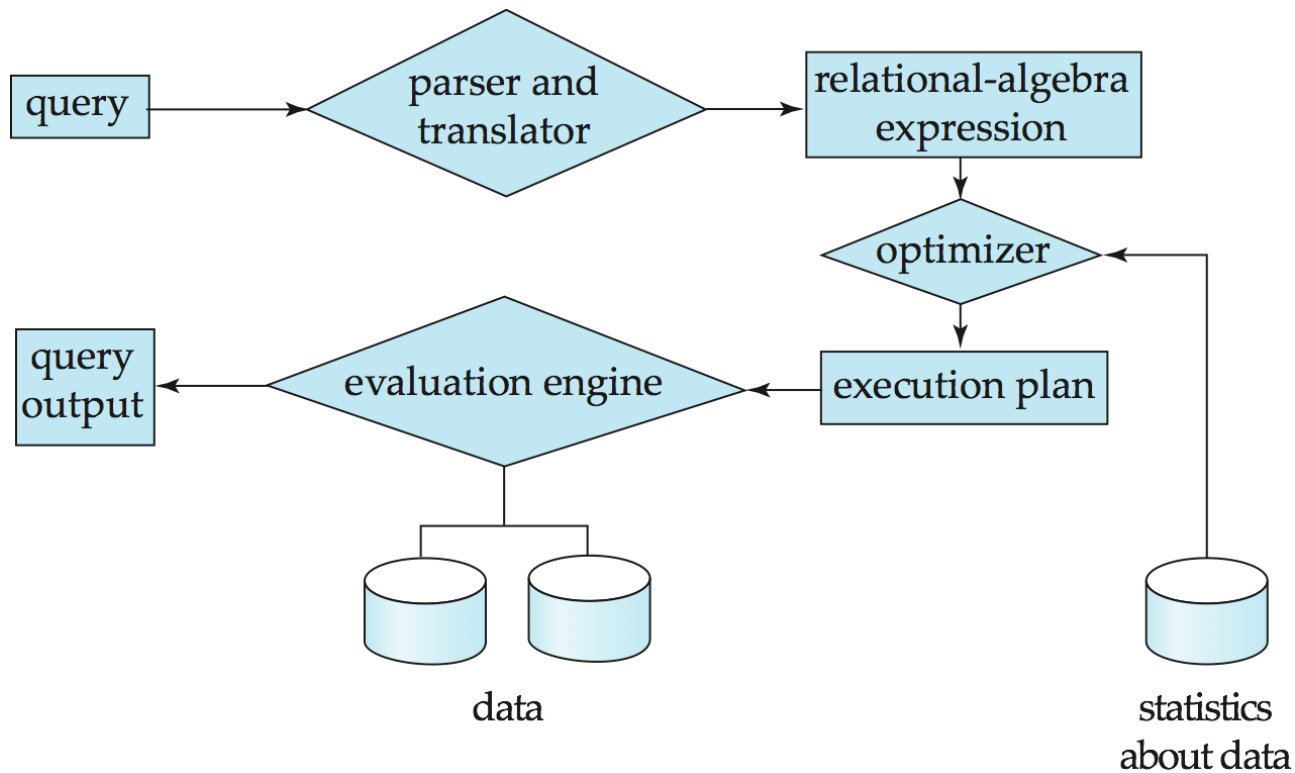 query
parser and
translator
relational-algebra
expression
optimizer
query
output
evaluation engine
execution plan
data
statistics
about data